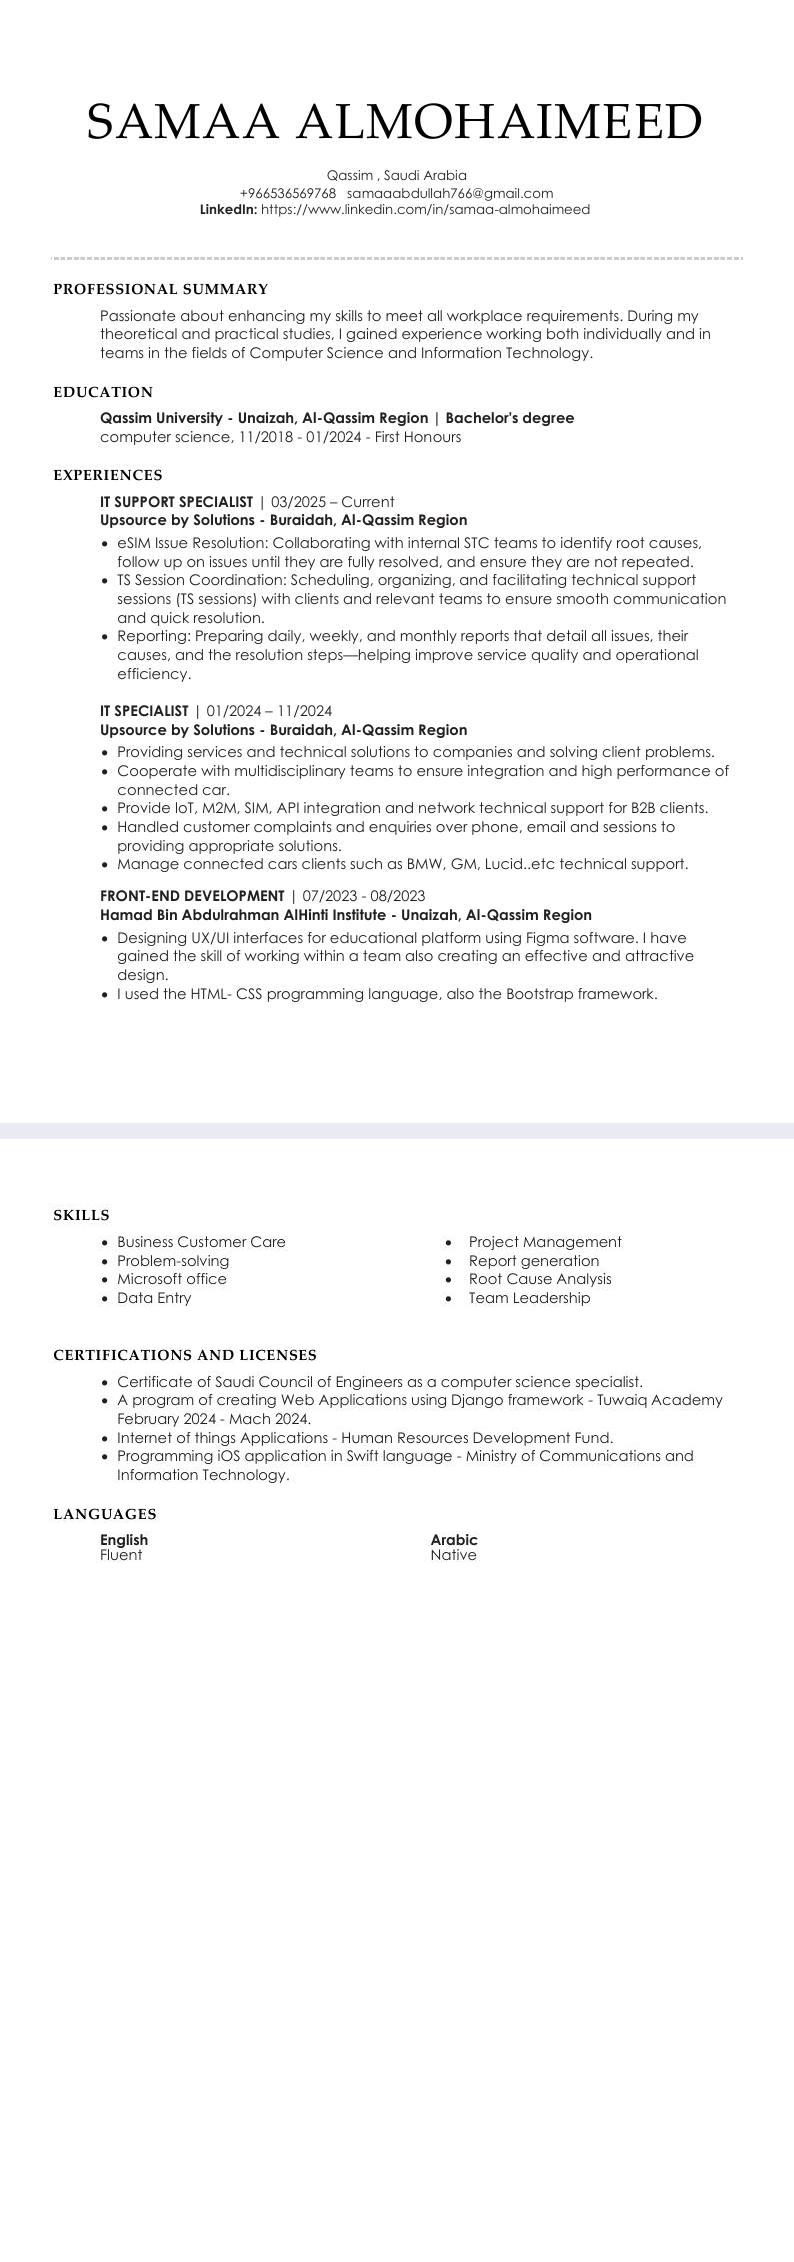 SAMAA ALMOHAIMEED
Qassim , Saudi Arabia
+966536569768 samaaabdullah766@gmail.com
LinkedIn: https://www.linkedin.com/in/samaa-almohaimeed
PROFESSIONAL SUMMARY
Passionate about enhancing my skills to meet all workplace requirements. During my
theoretical and practical studies, I gained experience working both individually and in
teams in the fields of Computer Science and Information Technology.
EDUCATION
Qassim University - Unaizah, Al-Qassim Region | Bachelor's degree
computer science, 11/2018 - 01/2024 - First Honours
EXPERIENCES
IT SUPPORT SPECIALIST | 03/2025 – Current
Upsource by Solutions - Buraidah, Al-Qassim Region
• eSIM Issue Resolution: Collaborating with internal STC teams to identify root causes,
follow up on issues until they are fully resolved, and ensure they are not repeated.
• TS Session Coordination: Scheduling, organizing, and facilitating technical support
sessions (TS sessions) with clients and relevant teams to ensure smooth communication
and quick resolution.
• Reporting: Preparing daily, weekly, and monthly reports that detail all issues, their
causes, and the resolution steps—helping improve service quality and operational
efficiency.
IT SPECIALIST | 01/2024 – 11/2024
Upsource by Solutions - Buraidah, Al-Qassim Region
• Providing services and technical solutions to companies and solving client problems.
• Cooperate with multidisciplinary teams to ensure integration and high performance of
connected car.
• Provide IoT, M2M, SIM, API integration and network technical support for B2B clients.
• Handled customer complaints and enquiries over phone, email and sessions to
providing appropriate solutions.
• Manage connected cars clients such as BMW, GM, Lucid..etc technical support.
FRONT-END DEVELOPMENT | 07/2023 - 08/2023
Hamad Bin Abdulrahman AlHinti Institute - Unaizah, Al-Qassim Region
• Designing UX/UI interfaces for educational platform using Figma software. I have
gained the skill of working within a team also creating an effective and attractive
design.
• I used the HTML- CSS programming language, also the Bootstrap framework.
SKILLS
• Business Customer Care
• Problem-solving
• Microsoft office
• Data Entry
• Project Management
• Report generation
• Root Cause Analysis
• Team Leadership
CERTIFICATIONS AND LICENSES
• Certificate of Saudi Council of Engineers as a computer science specialist.
• A program of creating Web Applications using Django framework - Tuwaiq Academy
February 2024 - Mach 2024.
• Internet of things Applications - Human Resources Development Fund.
• Programming iOS application in Swift language - Ministry of Communications and
Information Technology.
LANGUAGES
English
Fluent
Arabic
Native